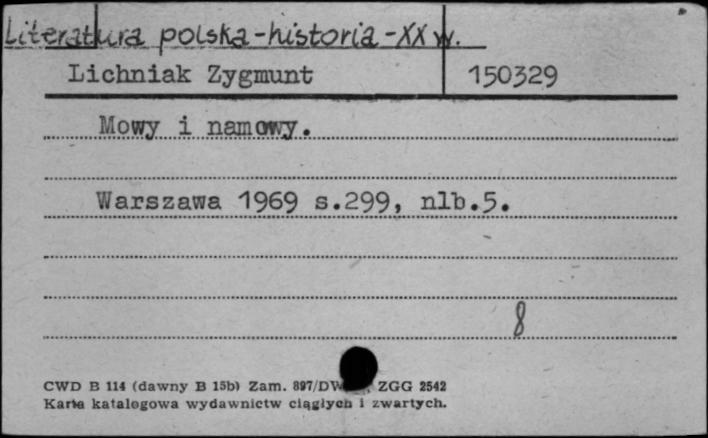 Literatura polska-historia-XX w.
Lichniak Zygmunt 150329
Mowy i namowy.
Warszawa 1969 s.299, nlb.5.
8
CWD B 114 (dawny B 15b) Zam. 897/DW ZGG 2542
Karta katalogowa wydawnictw ciągłych i zwartych.